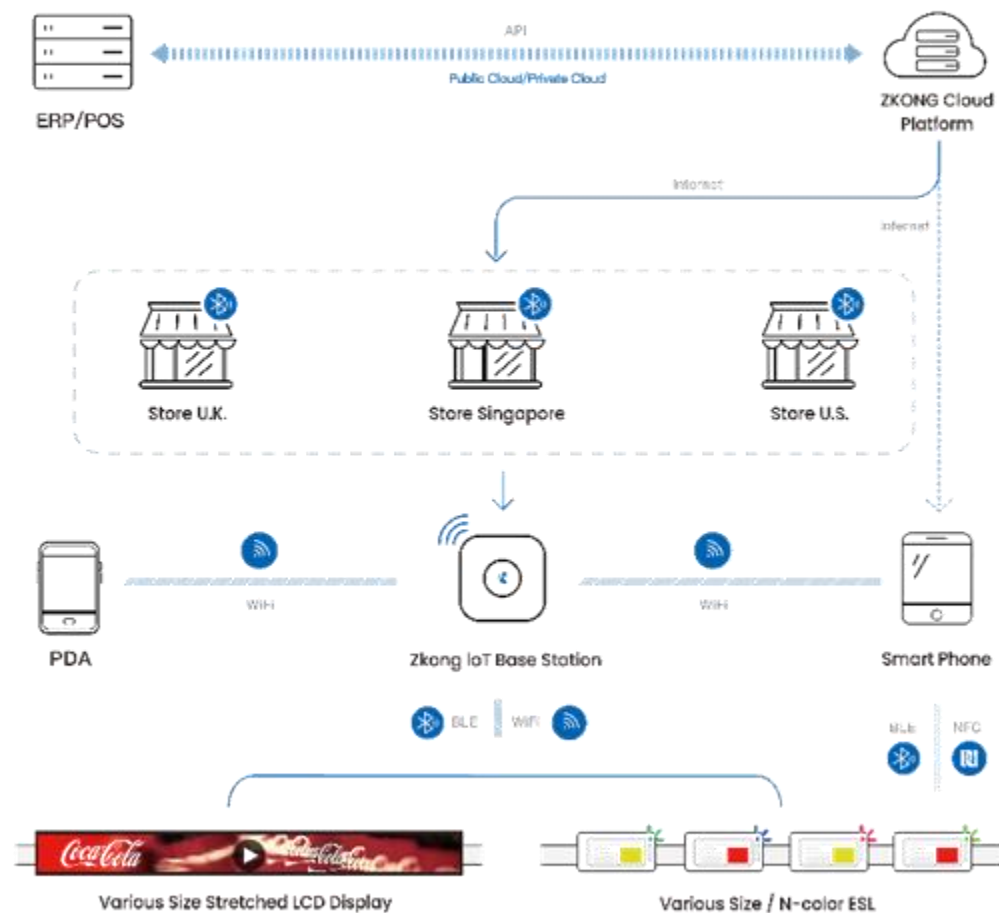 API
Public Cloud/Private Cloud
ERP/POS
ZKONG Cloud
Platform
Internet
Internet
Store U.K.
Store Singapore
Store U.S.
WiFi
WiFi
PDA
Zkong IoT Base Station
Smart Phone
BLE
WiFi
BLE
NFC
Coca-Cola
Various Size Stretched LCD Display
Various Size / N-color ESL